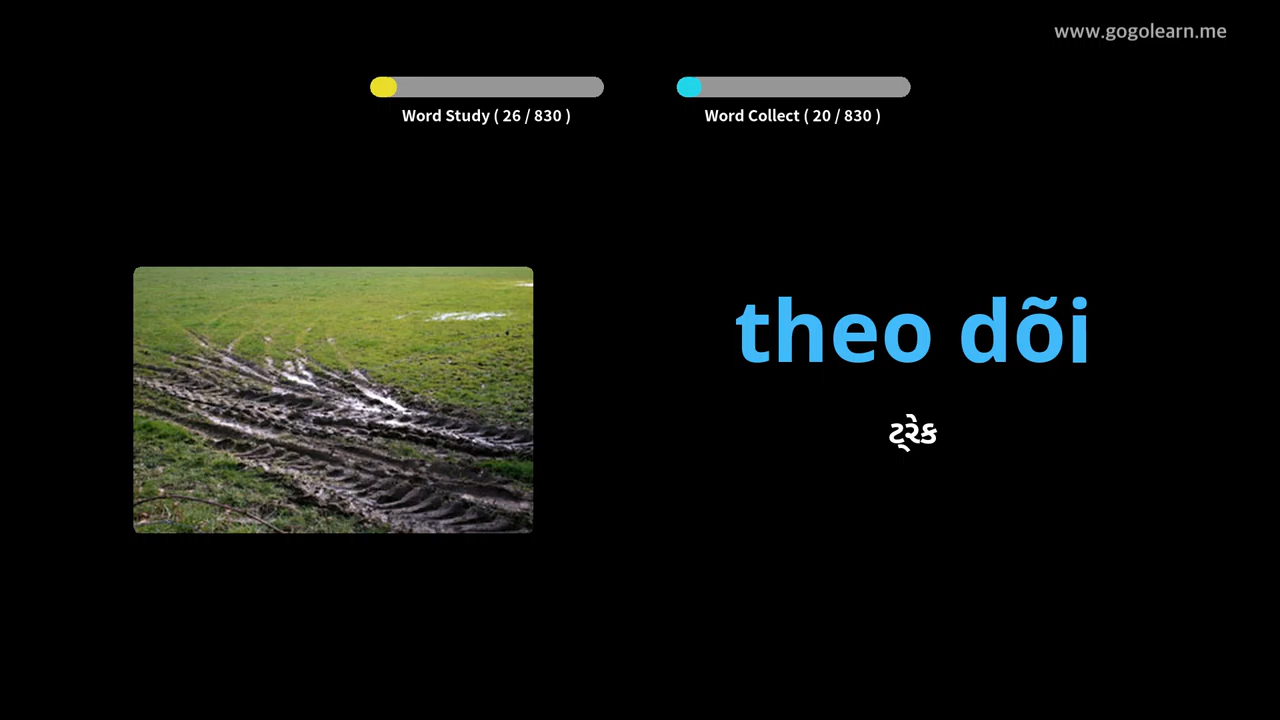 www.gogolearn.me
Word Study ( 26 / 830 )
Word Collect ( 20 / 830 )
theo dõi
ટ્રેક